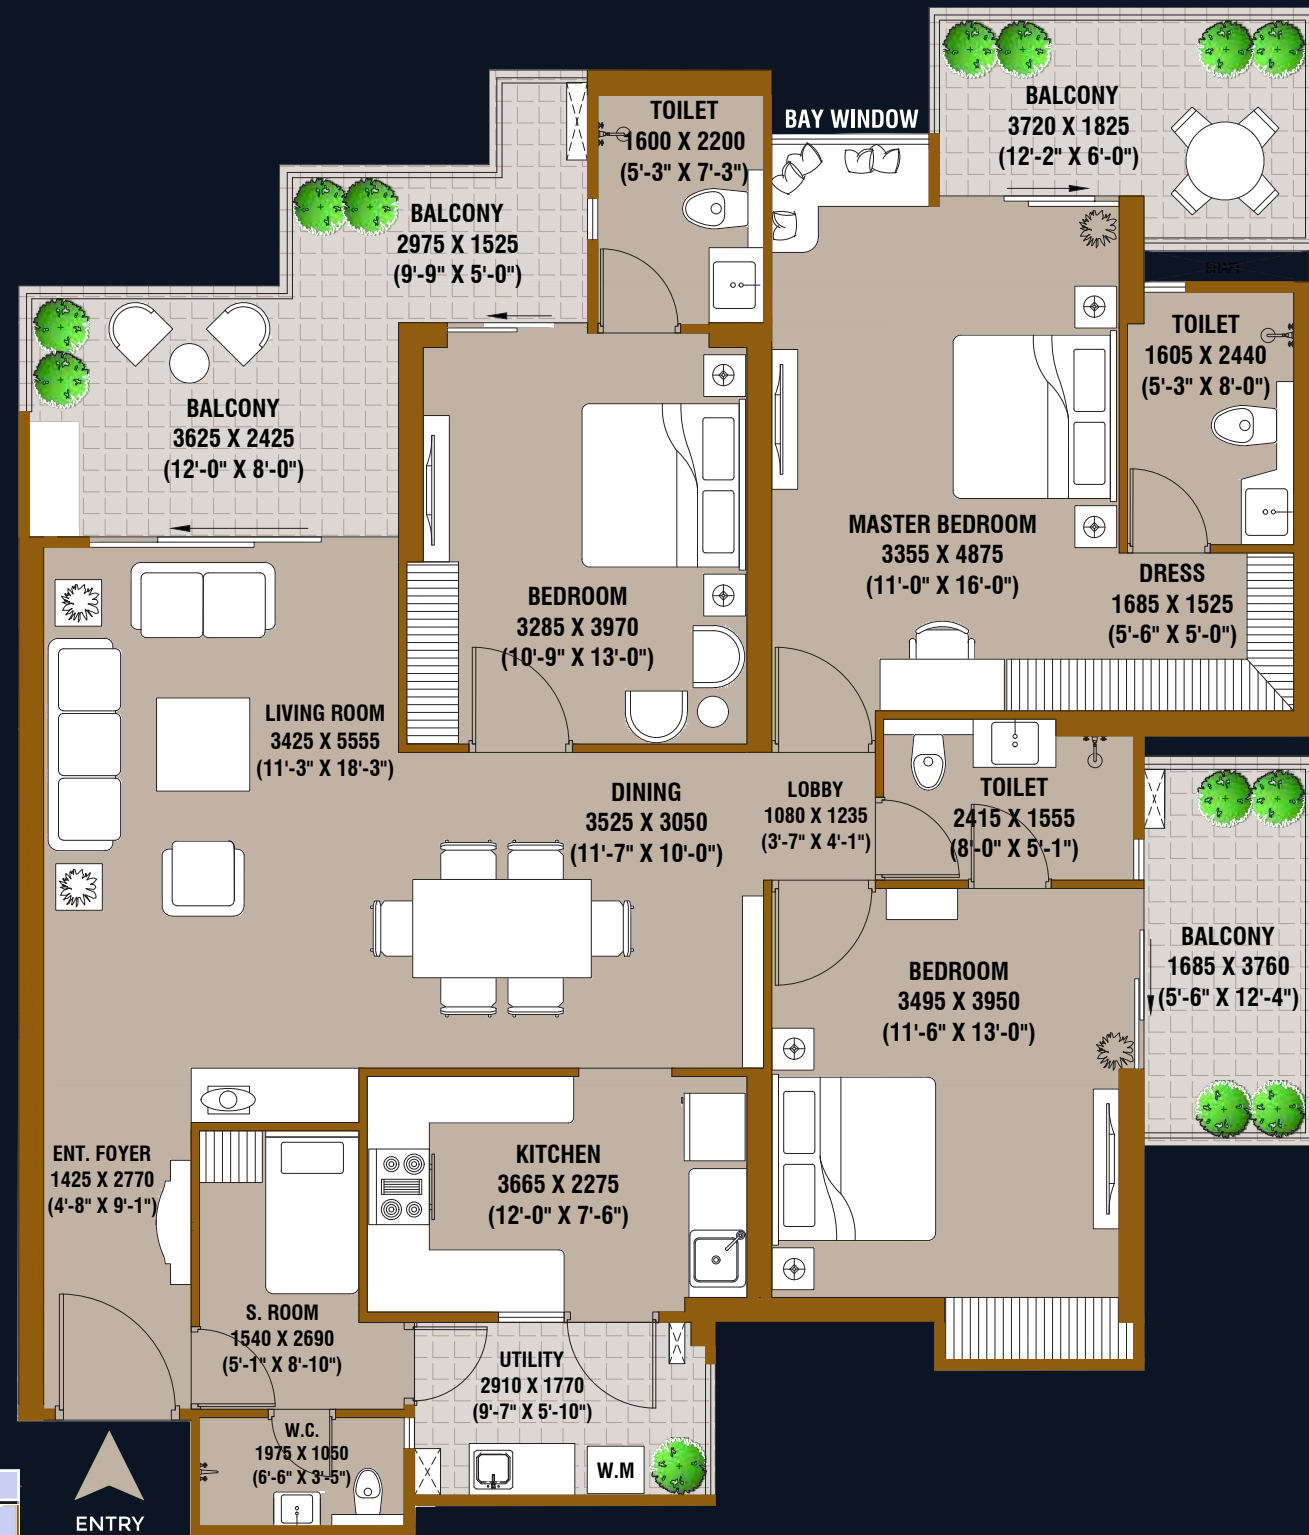 BALCONY
3720 X 1825
(12'-2" X 6'-0")
TOILET
1600 X 2200
(5'-3" X 7'-3")
BAY WINDOW
BALCONY
2975 X 1525
(9'-9" X 5'-0")
SHAFT
TOILET
1605 X 2440
(5'-3" X 8'-0")
BALCONY
3625 X 2425
(12'-0" X 8'-0")
MASTER BEDROOM
3355 X 4875
(11'-0" X 16'-0")
DRESS
1685 X 1525
(5'-6" X 5'-0")
BEDROOM
3285 X 3970
(10'-9" X 13'-0")
LIVING ROOM
3425 X 5555
(11'-3" X 18'-3")
DINING
3525 X 3050
(11'-7" X 10'-0")
LOBBY
1080 X 1235
(3'-7" X 4'-1")
TOILET
2415 X 1555
(8'-0" X 5'-1")
BALCONY
1685 X 3760
(5'-6" X 12'-4")
BEDROOM
3495 X 3950
(11'-6" X 13'-0")
ENT. FOYER
1425 X 2770
(4'-8" X 9'-1")
KITCHEN
3665 X 2275
(12'-0" X 7'-6")
S. ROOM
1540 X 2690
(5'-1" X 8'-10")
UTILITY
2910 X 1770
(9'-7" X 5'-10")
W.C.
1975 X 1050
(6'-6" X 3'-5")
W.M
ENTRY